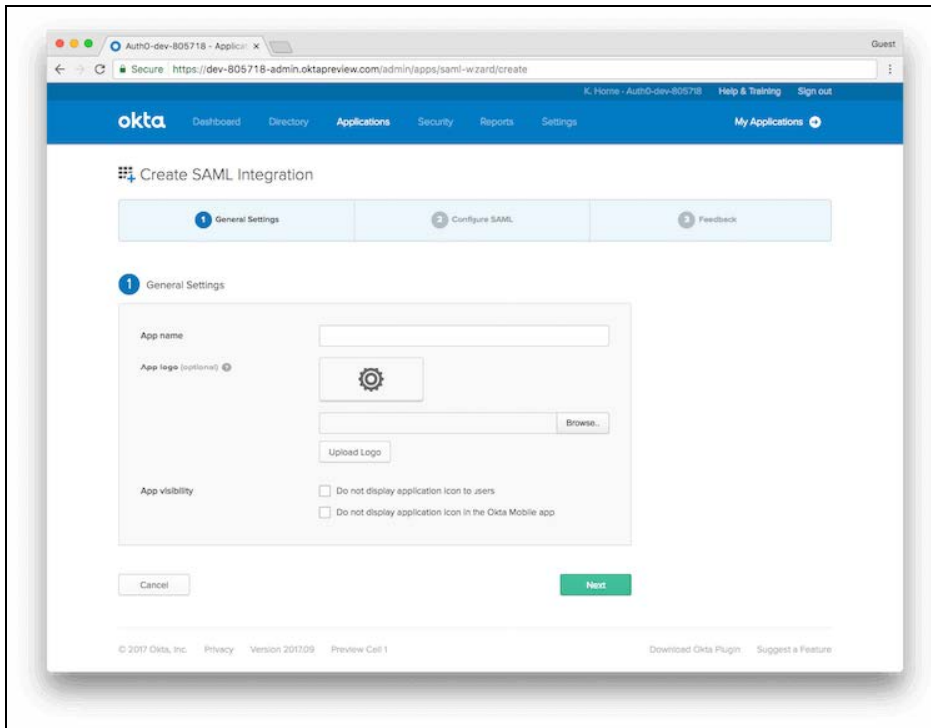 Auth0-dev-805718 - Applicat
Guest
Secure https://dev-805718-admin.oktapreview.com/admin/apps/saml-wzard/create
K. Home - Auth0-dev-805718 Help & Training Sign out
okta Dashboard Directory Applications Security Reports Settings My Applications
Create SAML Integration
1 General Settings 2 Configure SAML 3 Feedback
1 General Settings
App name
App logo (optional) ?
Browse..
Upload Logo
App visibility Do not display application icon to users
Do not display application icon in the Okta Mobile app
Cancel Next
© 2017 Okta, Inc. Privacy Version 2017.09 Preview Cell 1 Download Okta Plugin Suggest a Feature